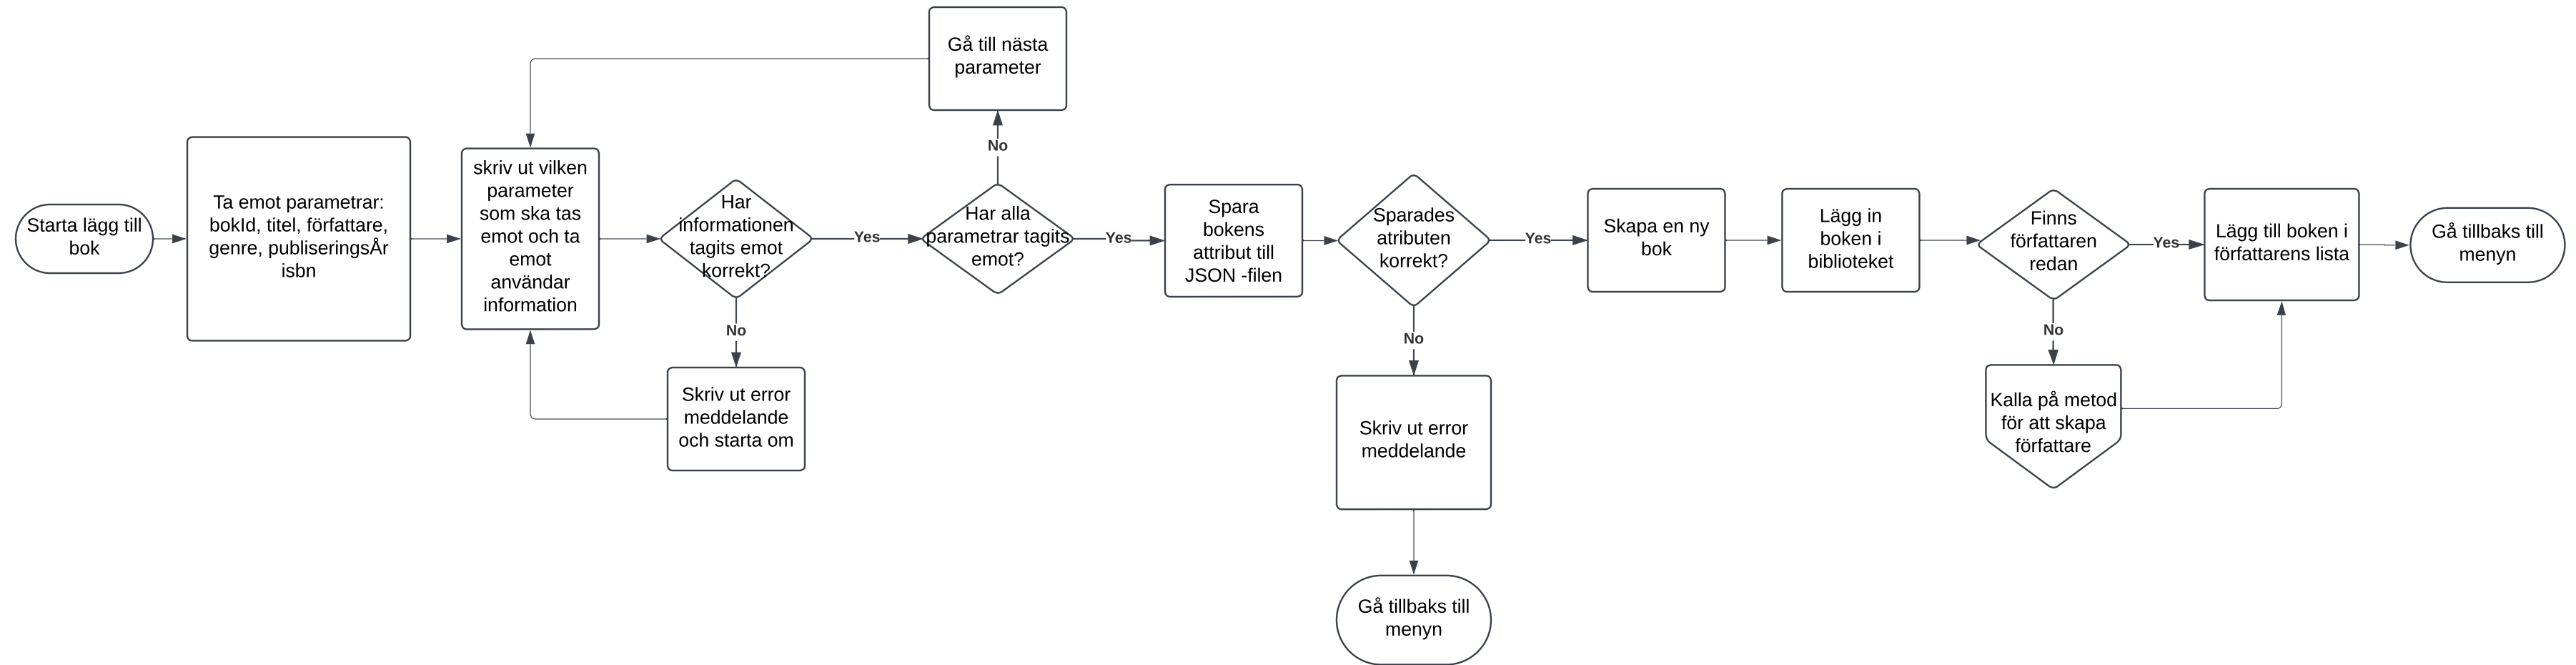 Starta lägg till
bok
Ta emot parametrar:
bokId, titel, författare,
genre, publiseringsÅr
isbn
skriv ut vilken
parameter
som ska tas
emot och ta
emot
användar
information
Har
informationen
tagits emot
korrekt?
No
Skriv ut error
meddelande
och starta om
Yes
Har alla
parametrar tagits
emot?
No
Gå till nästa
parameter
Yes
Spara
bokens
attribut till
JSON -filen
Sparades
atributen
korrekt?
No
Skriv ut error
meddelande
Gå tillbaks till
menyn
Yes
Skapa en ny
bok
Lägg in
boken i
biblioteket
Finns
författaren
redan
No
Kalla på metod
för att skapa
författare
Yes
Lägg till boken i
författarens lista
Gå tillbaks till
menyn